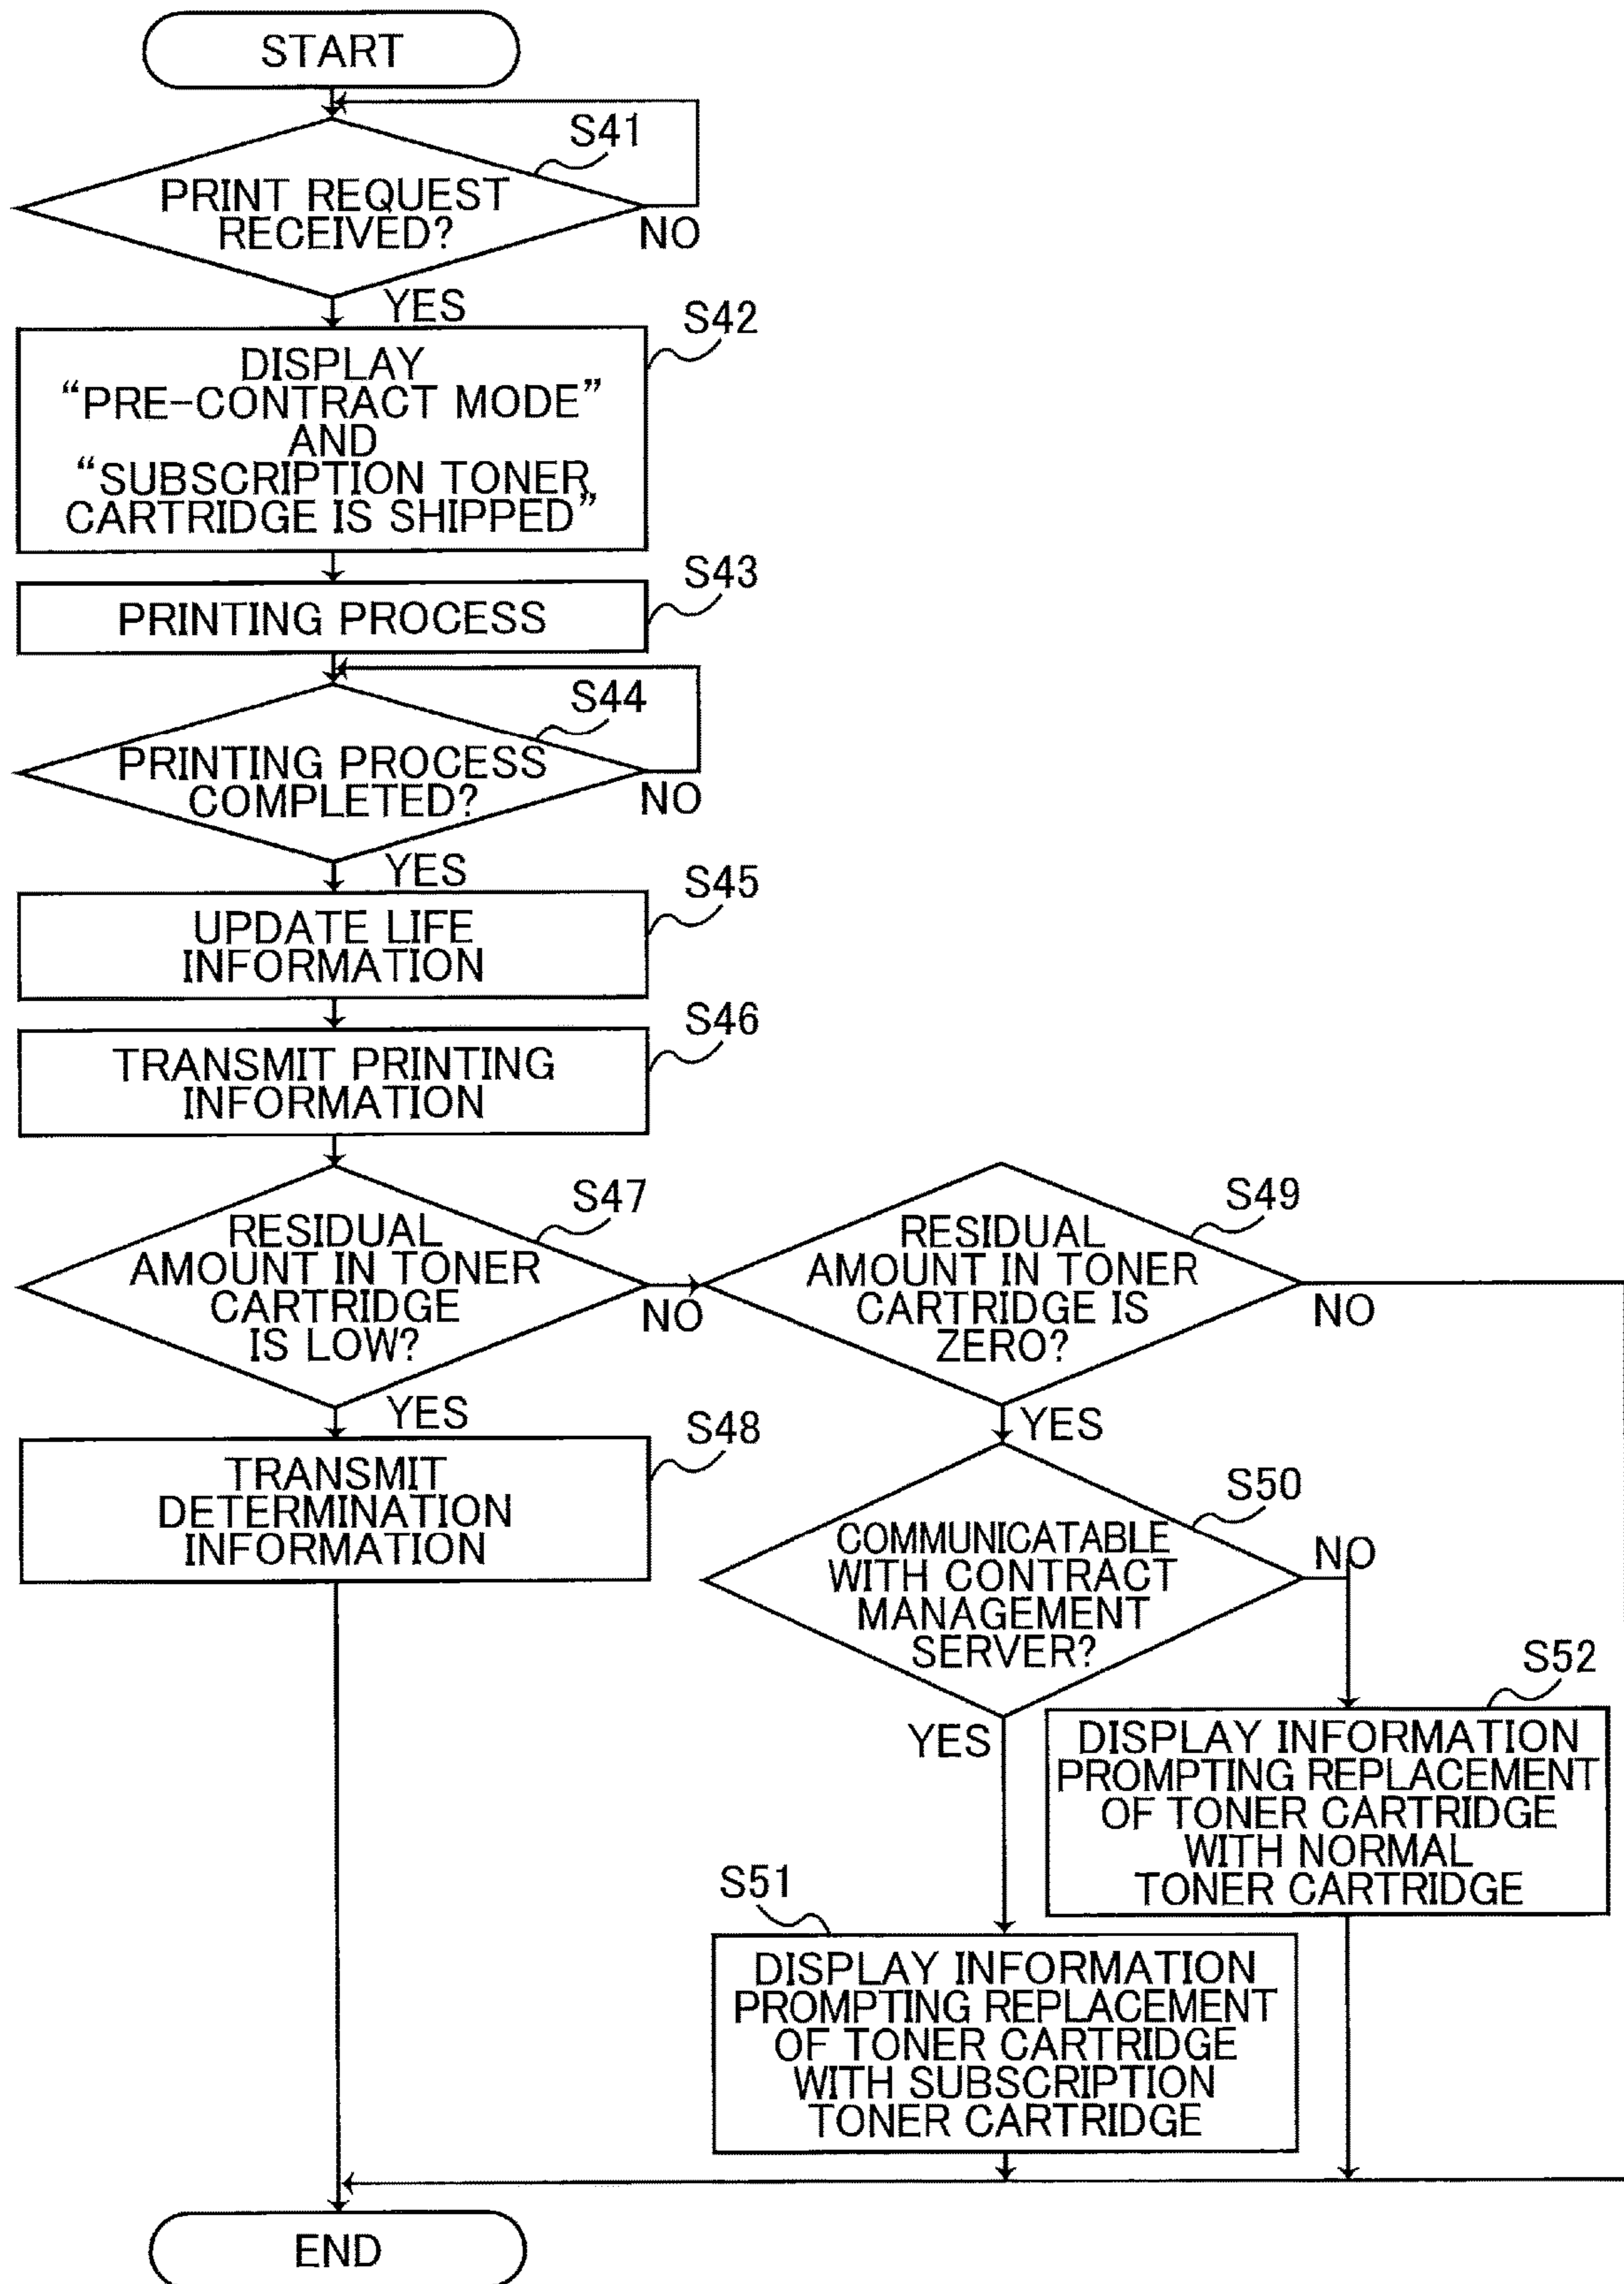 START
S41
PRINT REQUEST
RECEIVED?
NO
YES
S42
DISPLAY
“PRE-CONTRACT MODE”
AND
“SUBSCRIPTION TONER
CARTRIDGE IS SHIPPED”
S43
PRINTING PROCESS
S44
PRINTING PROCESS
COMPLETED?
NO
YES
S45
UPDATE LIFE
INFORMATION
S46
TRANSMIT PRINTING
INFORMATION
S47
RESIDUAL
AMOUNT IN TONER
CARTRIDGE
IS LOW?
NO
YES
S48
TRANSMIT
DETERMINATION
INFORMATION
S49
RESIDUAL
AMOUNT IN TONER
CARTRIDGE IS
ZERO?
NO
YES
S50
COMMUNICATABLE
WITH CONTRACT
MANAGEMENT
SERVER?
NO
YES
S52
DISPLAY INFORMATION
PROMPTING REPLACEMENT
OF TONER CARTRIDGE
WITH NORMAL
TONER CARTRIDGE
S51
DISPLAY INFORMATION
PROMPTING REPLACEMENT
OF TONER CARTRIDGE
WITH SUBSCRIPTION
TONER CARTRIDGE
END